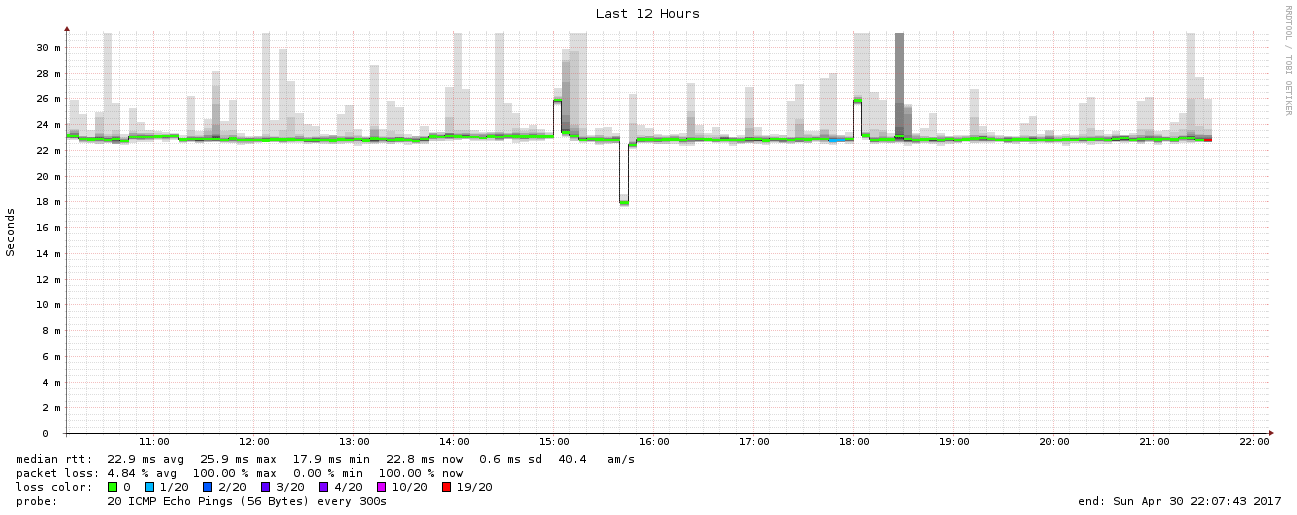 Last 12 Hours
RRDTOOL / TOBI OETIKER
Seconds
30 m
28 m
26 m
24 m
22 m
20 m
18 m
16 m
14 m
12 m
10 m
8 m
6 m
4 m
2 m
0
11:00 12:00 13:00 14:00 15:00 16:00 17:00 18:00 19:00 20:00 21:00 22:00
median rtt: 22.9 ms avg 25.9 ms max 17.9 ms min 22.8 ms now 0.6 ms sd 40.4 am/s
packet loss: 4.84 % avg 100.00 % max 0.00 % min 100.00 % now
loss color: 0 1/20 2/20 3/20 4/20 10/20 19/20
probe: 20 ICMP Echo Pings (56 Bytes) every 300s end: Sun Apr 30 22:07:43 2017